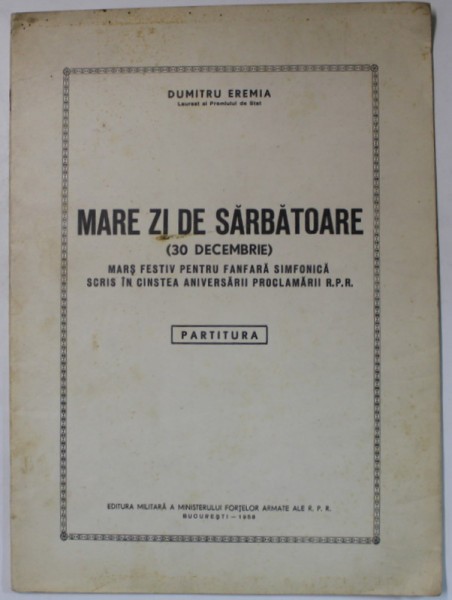 DUMITRU EREMIA
Laureat al Premiului de Stat
MARE ZI DE SĂRBĂTOARE
(30 DECEMBRIE)
MARȘ FESTIV PENTRU FANFARĂ SIMFONICĂ
SCRIS ÎN CINSTEA ANIVERSĂRII PROCLAMĂRII R.P.R.
PARTITURA
EDITURA MILITARĂ A MINISTERULUI FORȚELOR ARMATE ALE R. P. R.
BUCUREȘTI —